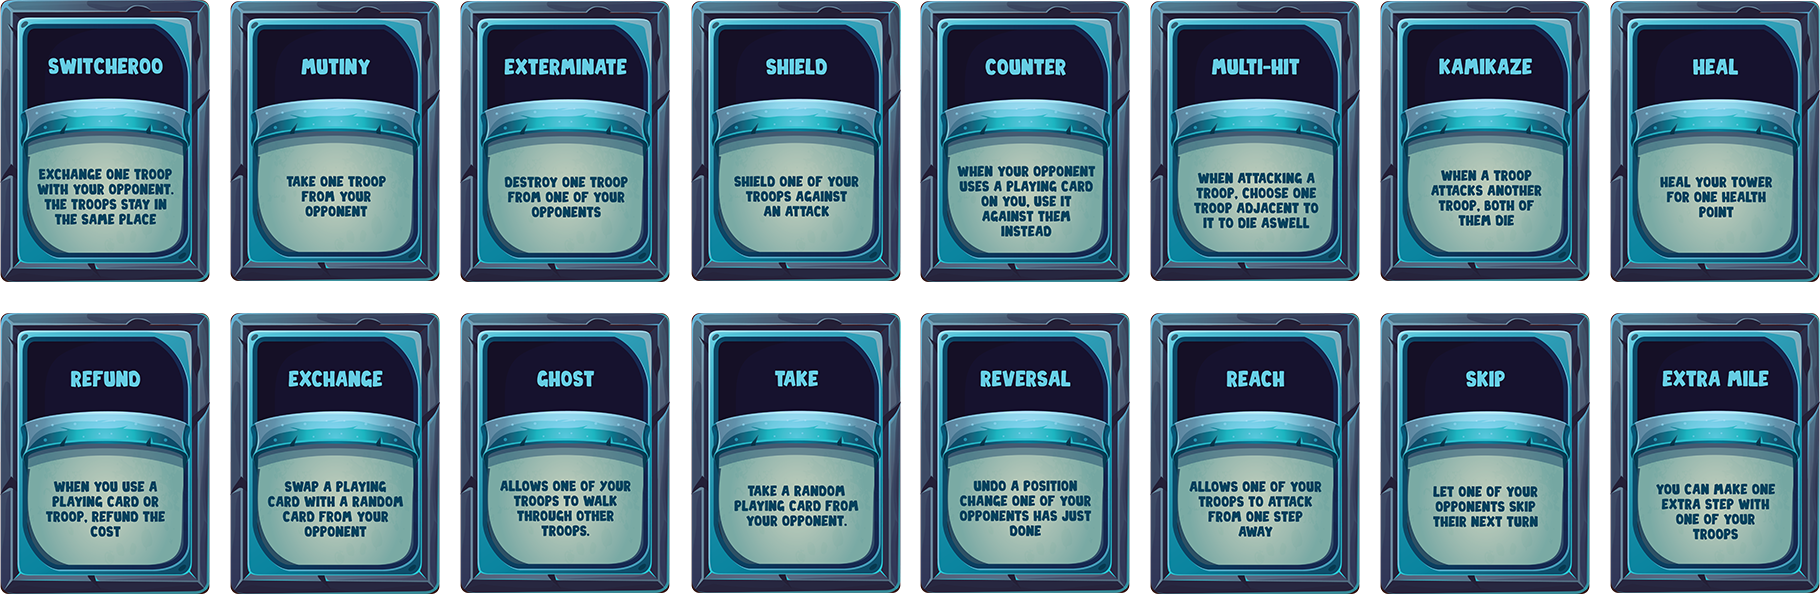 SWITCHEROO
EXCHANGE ONE TROOP
WITH YOUR OPPONENT.
THE TROOPS STAY IN
THE SAME PLACE
MUTINY
TAKE ONE TROOP
FROM YOUR
OPPONENT
EXTERMINATE
DESTROY ONE TROOP
FROM ONE OF YOUR
OPPONENTS
SHIELD
SHIELD ONE OF YOUR
TROOPS AGAINST
AN ATTACK
COUNTER
WHEN YOUR OPPONENT
USES A PLAYING CARD
ON YOU, USE IT
AGAINST THEM
INSTEAD
MULTI-HIT
WHEN ATTACKING A
TROOP, CHOOSE ONE
TROOP ADJACENT TO
IT TO DIE ASWELL
KAMIKAZE
WHEN A TROOP
ATTACKS ANOTHER
TROOP, BOTH OF
THEM DIE
HEAL
HEAL YOUR TOWER
FOR ONE HEALTH
POINT
REFUND
WHEN YOU USE A
PLAYING CARD OR
TROOP, REFUND THE
COST
EXCHANGE
SWAP A PLAYING
CARD WITH A RANDOM
CARD FROM YOUR
OPPONENT
GHOST
ALLOWS ONE OF YOUR
TROOPS TO WALK
THROUGH OTHER
TROOPS.
TAKE
TAKE A RANDOM
PLAYING CARD FROM
YOUR OPPONENT.
REVERSAL
UNDO A POSITION
CHANGE ONE OF YOUR
OPPONENTS HAS JUST
DONE
REACH
ALLOWS ONE OF YOUR
TROOPS TO ATTACK
FROM ONE STEP
AWAY
SKIP
LET ONE OF YOUR
OPPONENTS SKIP
THEIR NEXT TURN
EXTRA MILE
YOU CAN MAKE ONE
EXTRA STEP WITH
ONE OF YOUR
TROOPS